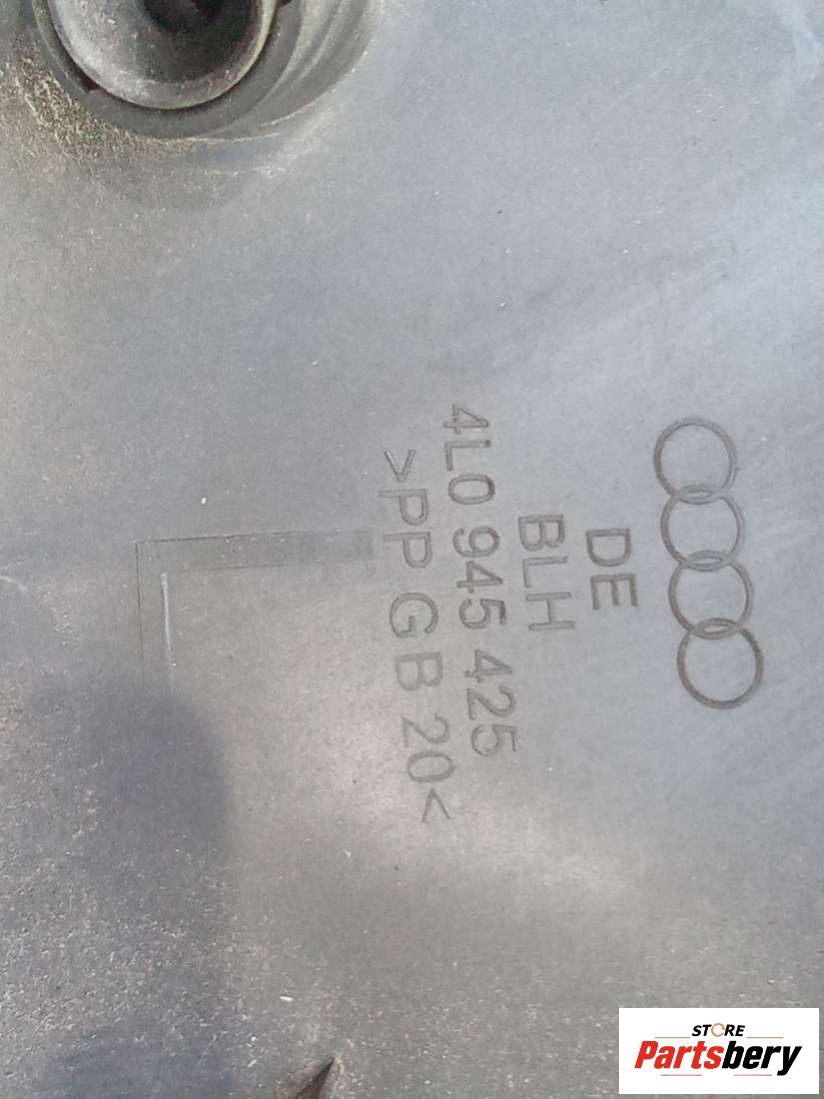 DE
BLH
4L0 945 425
>PP GB 20<
STORE
Partsbery